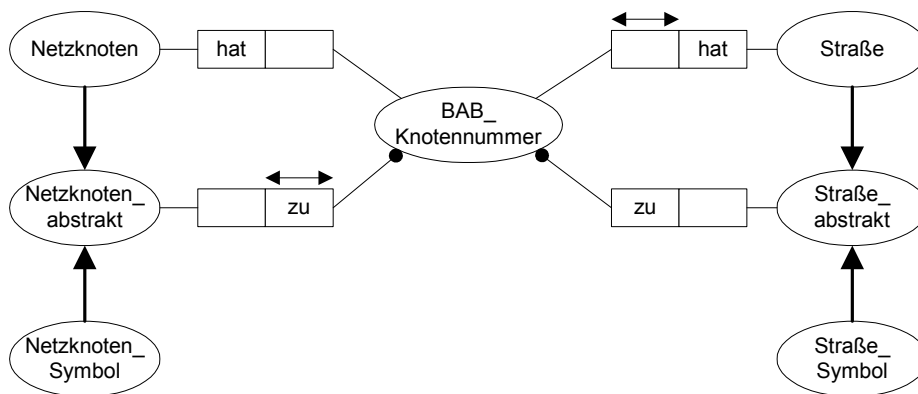 Netzknoten
hat
hat
Straße
BAB_
Knotennummer
Netzknoten_
abstrakt
zu
zu
Straße_
abstrakt
Netzknoten_
Symbol
Straße_
Symbol